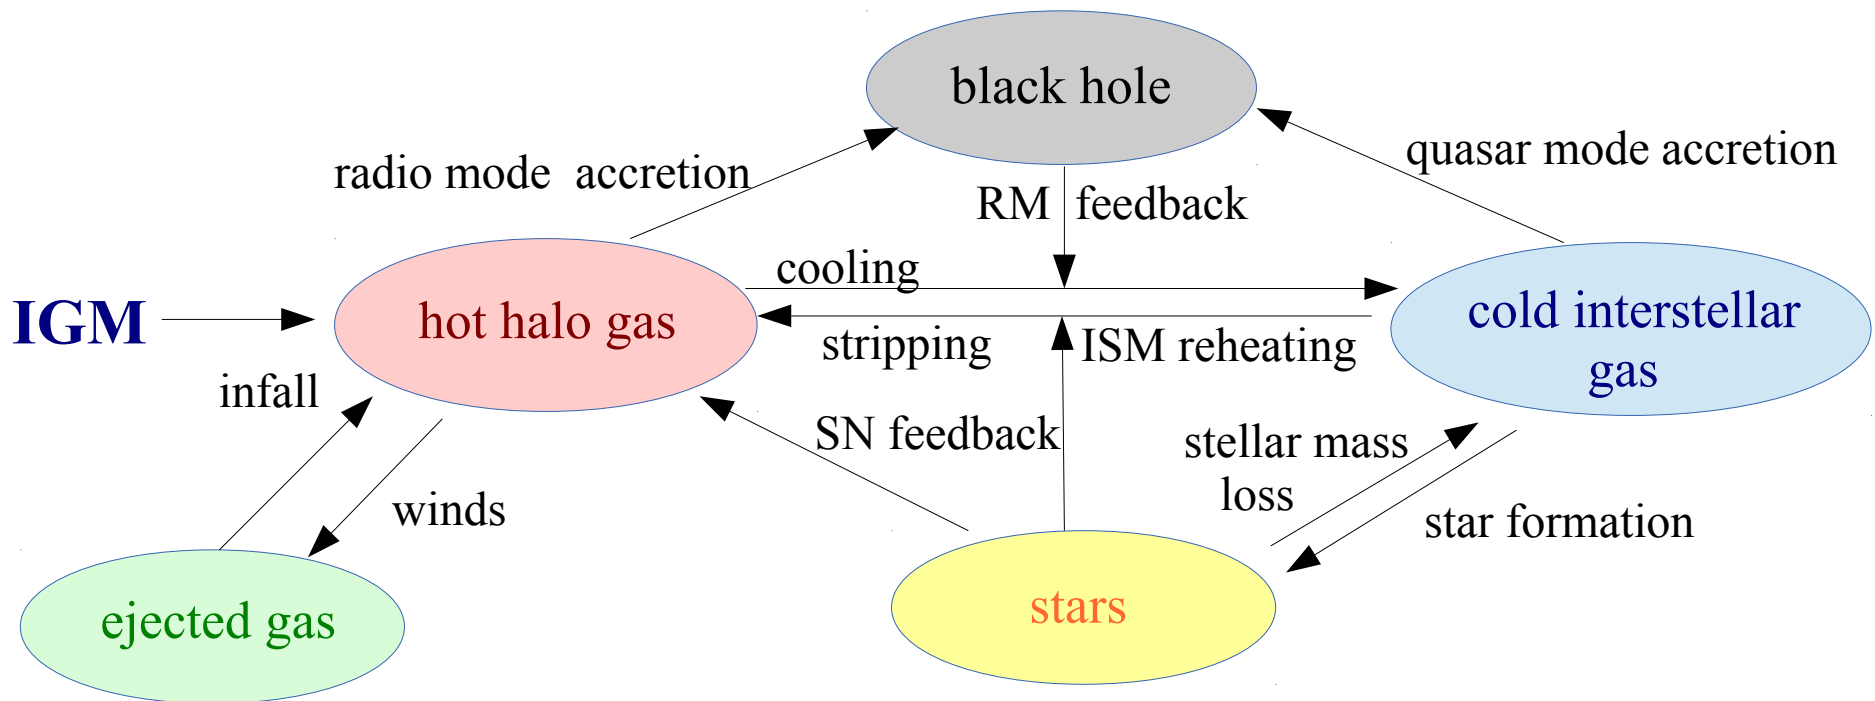 black hole
radio mode accretion
quasar mode accretion
RM feedback
cooling
IGM
hot halo gas
cold interstellar
gas
stripping
ISM reheating
infall
SN feedback
stellar mass
loss
winds
star formation
ejected gas
stars